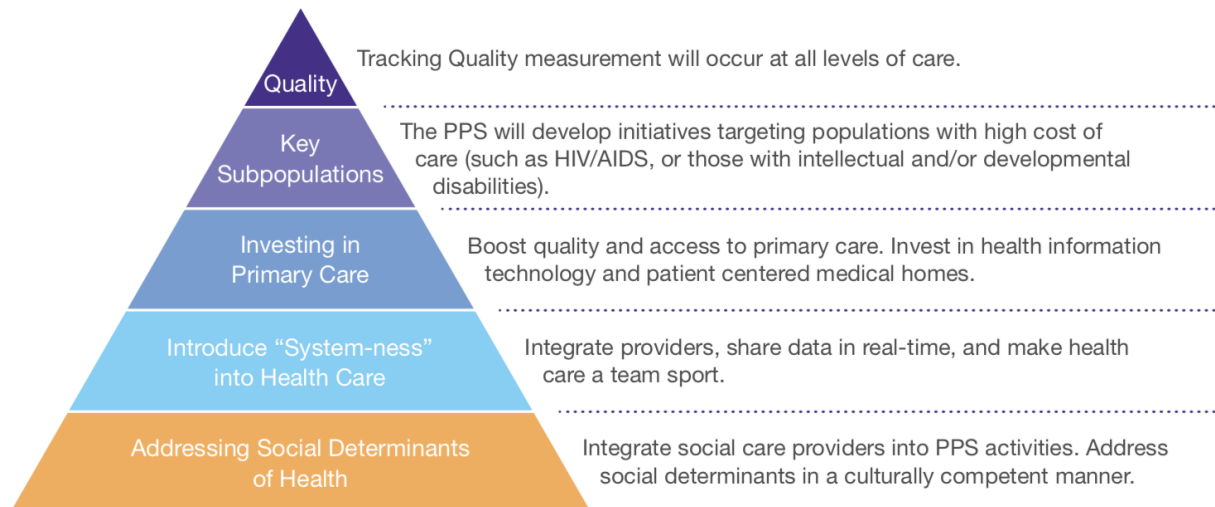 Quality
Tracking Quality measurement will occur at all levels of care.
Key
Subpopulations
The PPS will develop initiatives targeting populations with high cost of
care (such as HIV/AIDS, or those with intellectual and/or developmental
disabilities).
Investing in
Primary Care
Boost quality and access to primary care. Invest in health information
technology and patient centered medical homes.
Introduce “System-ness”
into Health Care
Integrate providers, share data in real-time, and make health
care a team sport.
Addressing Social Determinants
of Health
Integrate social care providers into PPS activities. Address
social determinants in a culturally competent manner.